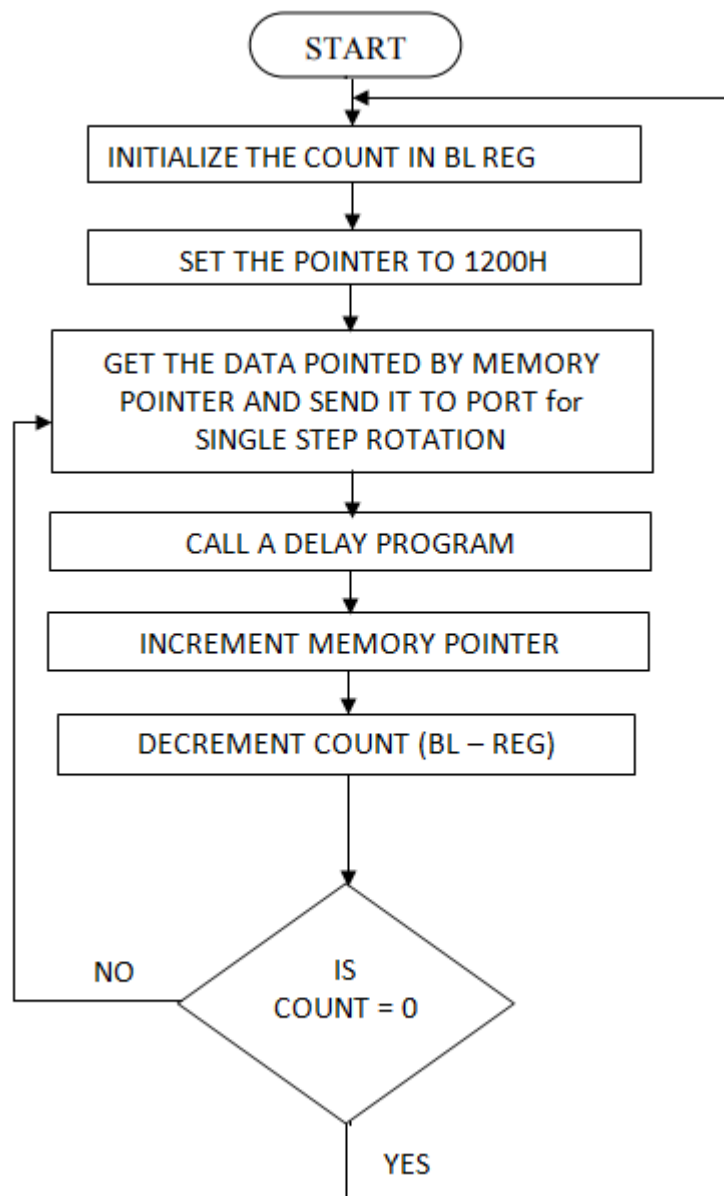 START
INITIALIZE THE COUNT IN BL REG
SET THE POINTER TO 1200H
GET THE DATA POINTED BY MEMORY
POINTER AND SEND IT TO PORT for
SINGLE STEP ROTATION
CALL A DELAY PROGRAM
INCREMENT MEMORY POINTER
DECREMENT COUNT (BL – REG)
NO
IS
COUNT = 0
YES